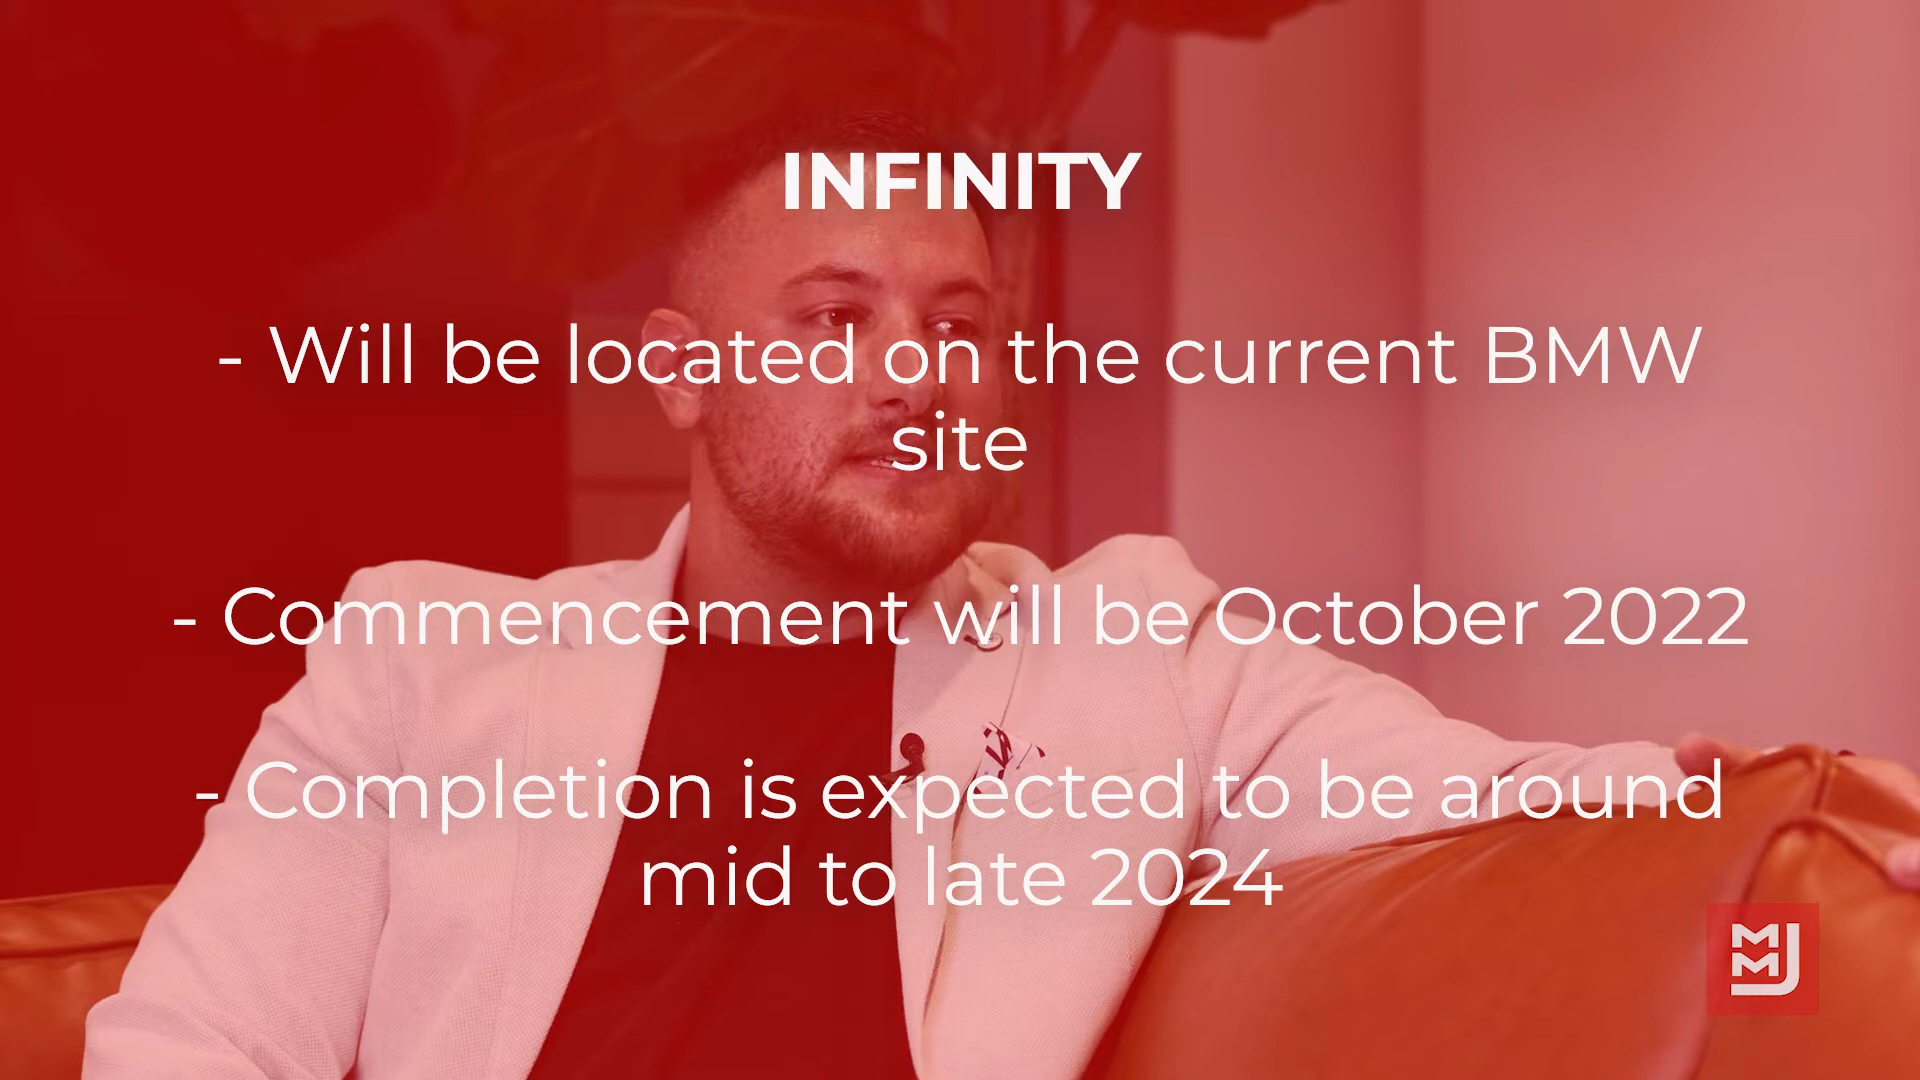 INFINITY
- Will be located on the current BMW
site
- Commencement will be October 2022
- Completion is expected to be around
mid to late 2024
MMJ